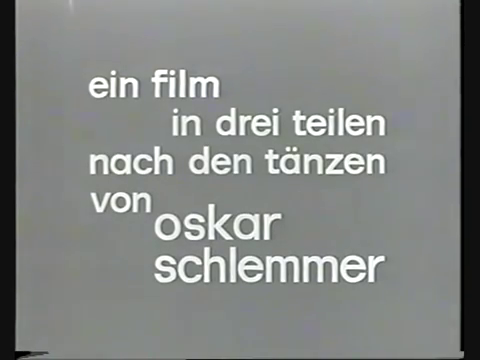 ein film
in drei teilen
nach den tänzen
von
oskar
schlemmer